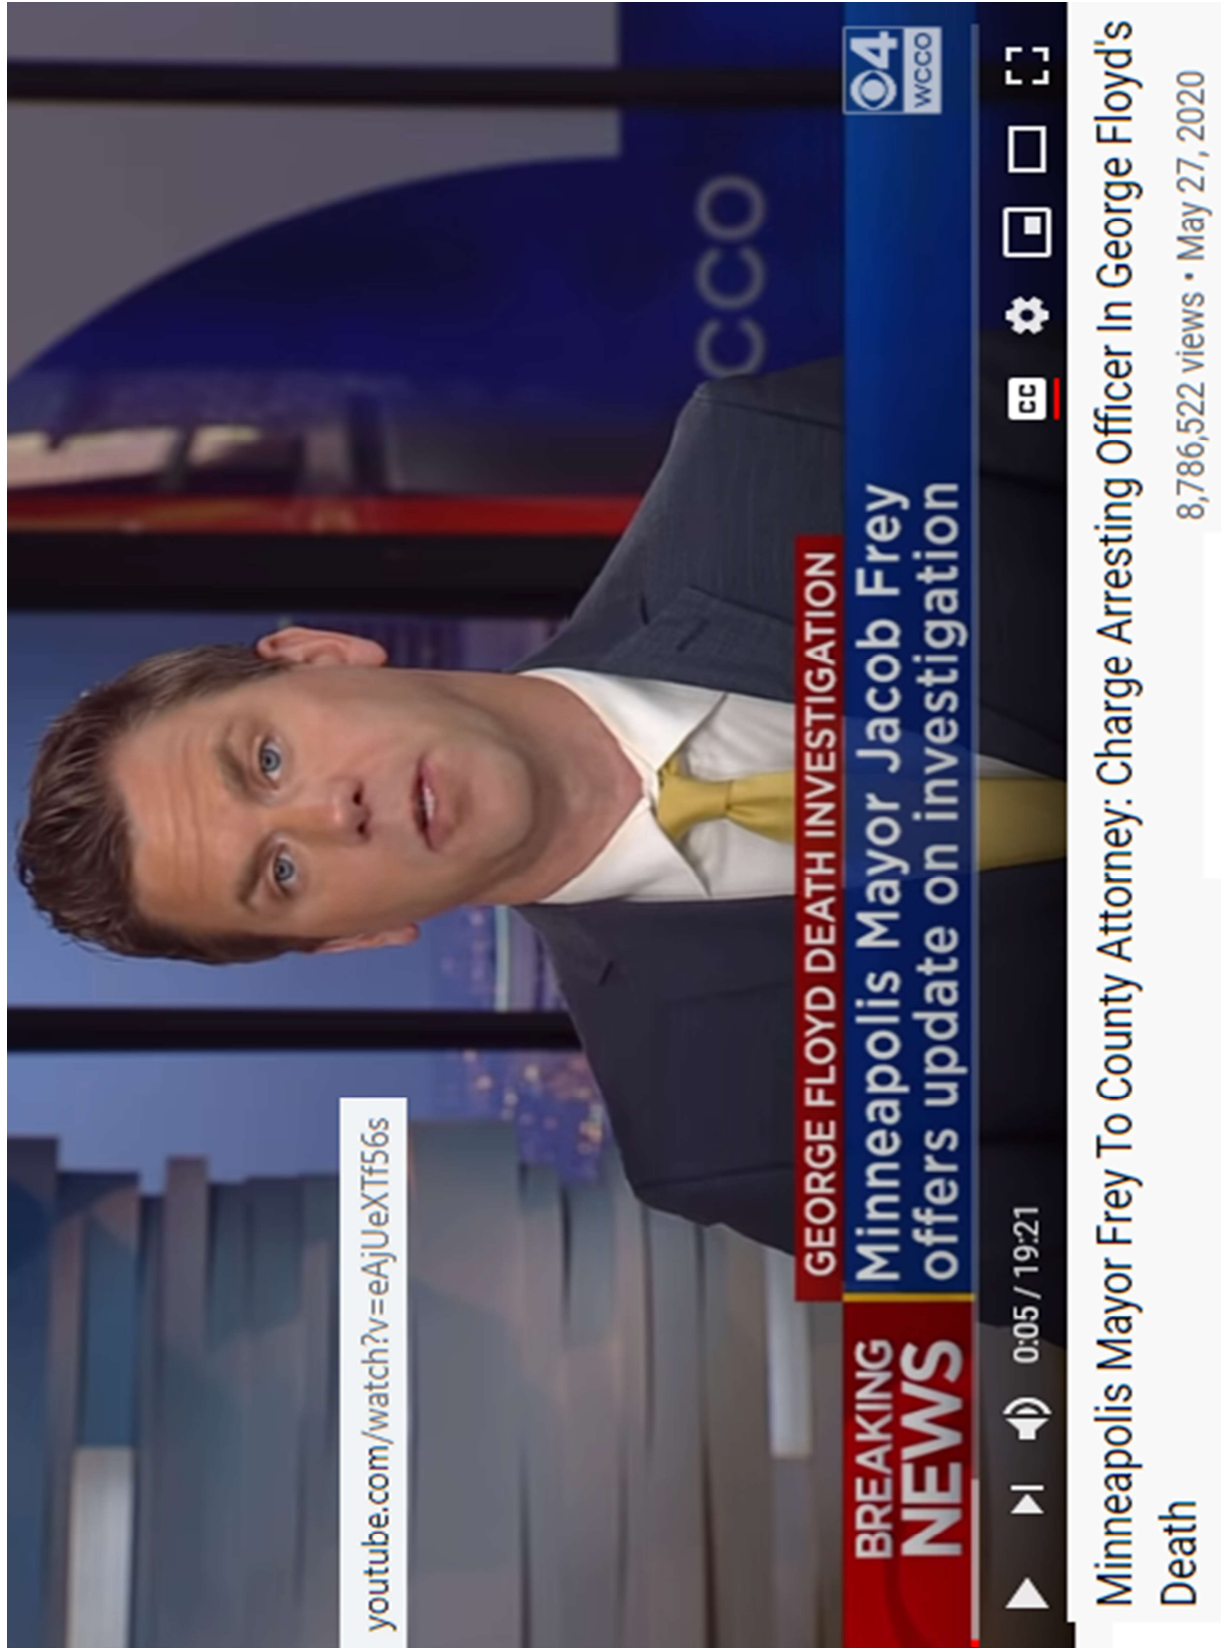 youtube.com/watch?v=eAjUeXTf56s
CCO
GEORGE FLOYD DEATH INVESTIGATION
BREAKING
NEWS
Minneapolis Mayor Jacob Frey
offers update on investigation
4
WCCO
0:05 / 19:21
CC
Minneapolis Mayor Frey To County Attorney: Charge Arresting Officer In George Floyd's
Death
8,786,522 views • May 27, 2020